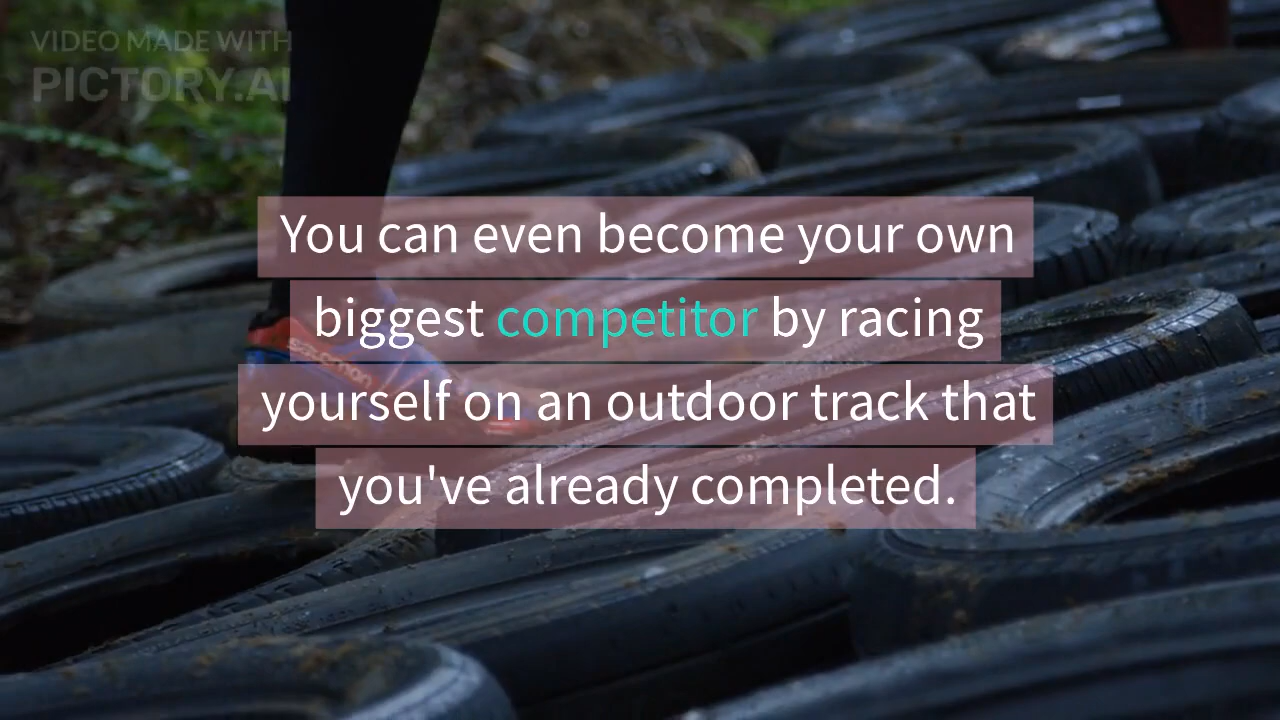 VIDEO MADE WITH
PICTORY.AI
You can even become your own
biggest competitor by racing
yourself on an outdoor track that
you've already completed.
salomon